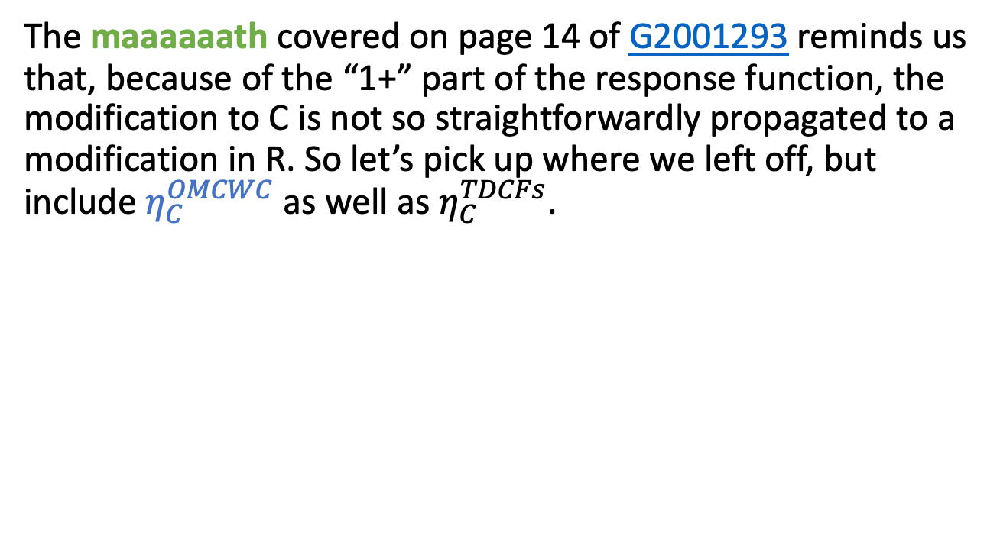 The maaaaaath covered on page 14 of G2001293 reminds us
that, because of the “1+” part of the response function, the
modification to C is not so straightforwardly propagated to a
modification in R. So let’s pick up where we left off, but
include η_C^{OMCWC} as well as η_C^{TDCFs}.